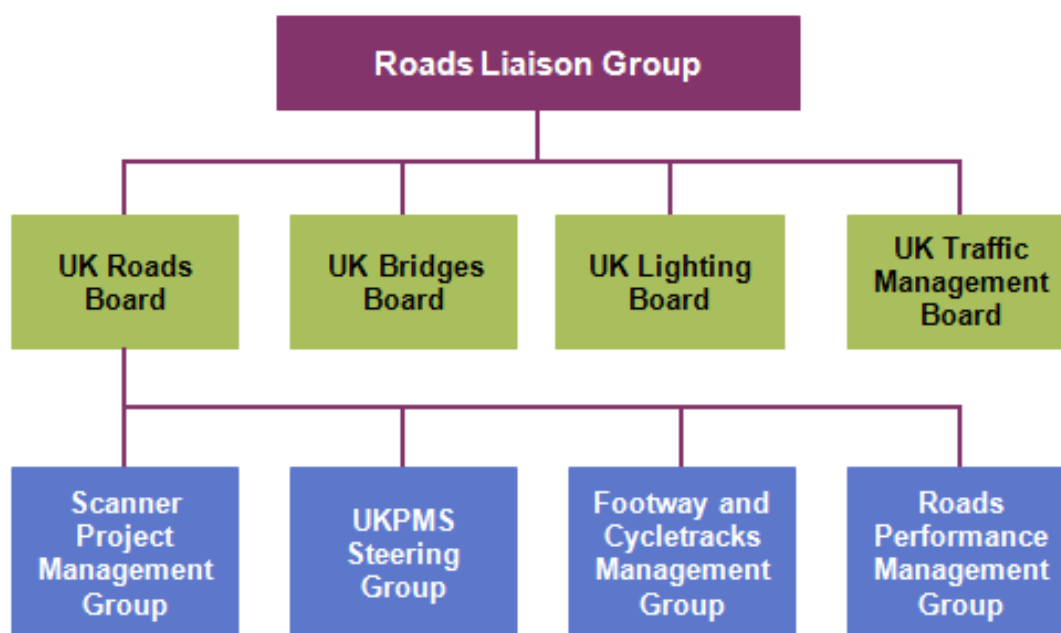 Roads Liaison Group
UK Roads
Board
UK Bridges
Board
UK Lighting
Board
UK Traffic
Management
Board
Scanner
Project
Management
Group
UKPMS
Steering
Group
Footway and
Cycletracks
Management
Group
Roads
Performance
Management
Group